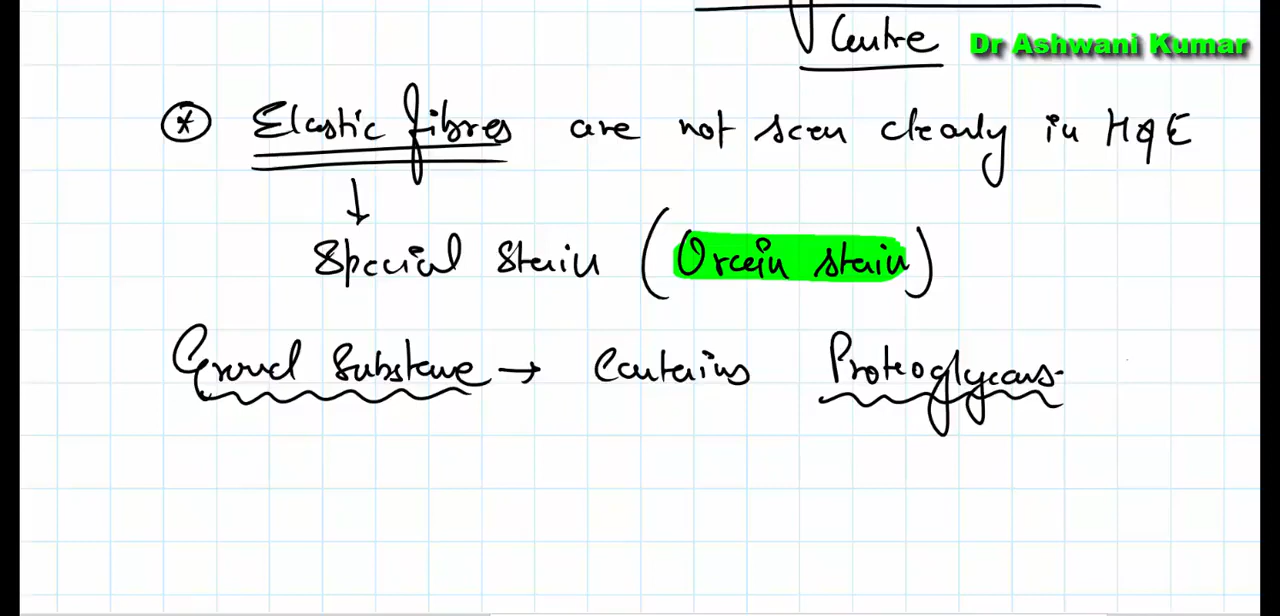 Centre
Dr Ashwani Kumar
* Elastic fibres are not seen clearly in H&E
↓
Special Stain (Orcein stain)
Ground Substance → Contains Proteoglycans.